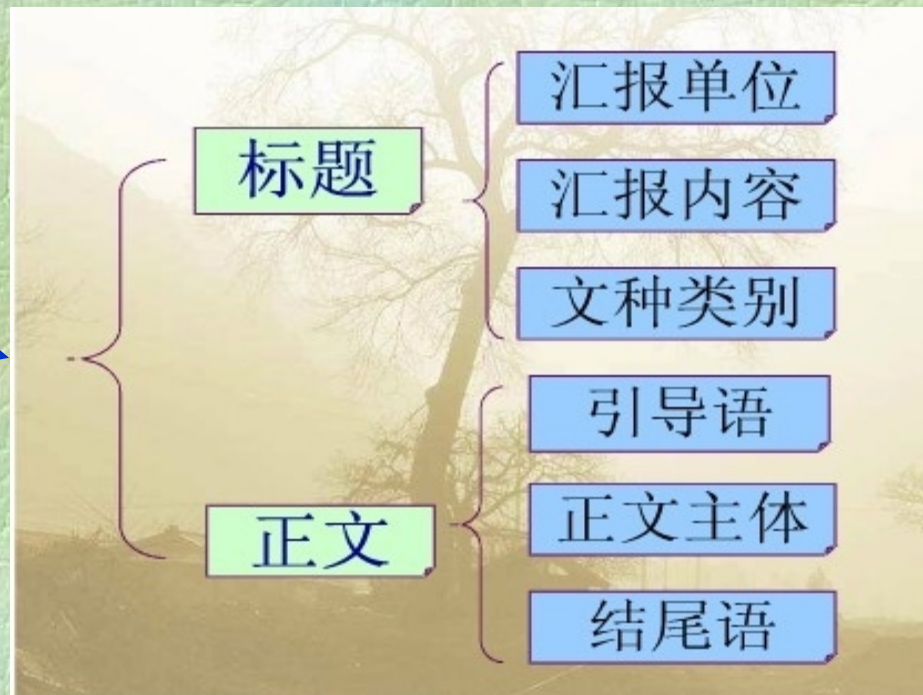 标题
汇报单位
汇报内容
文种类别
正文
引导语
正文主体
结尾语